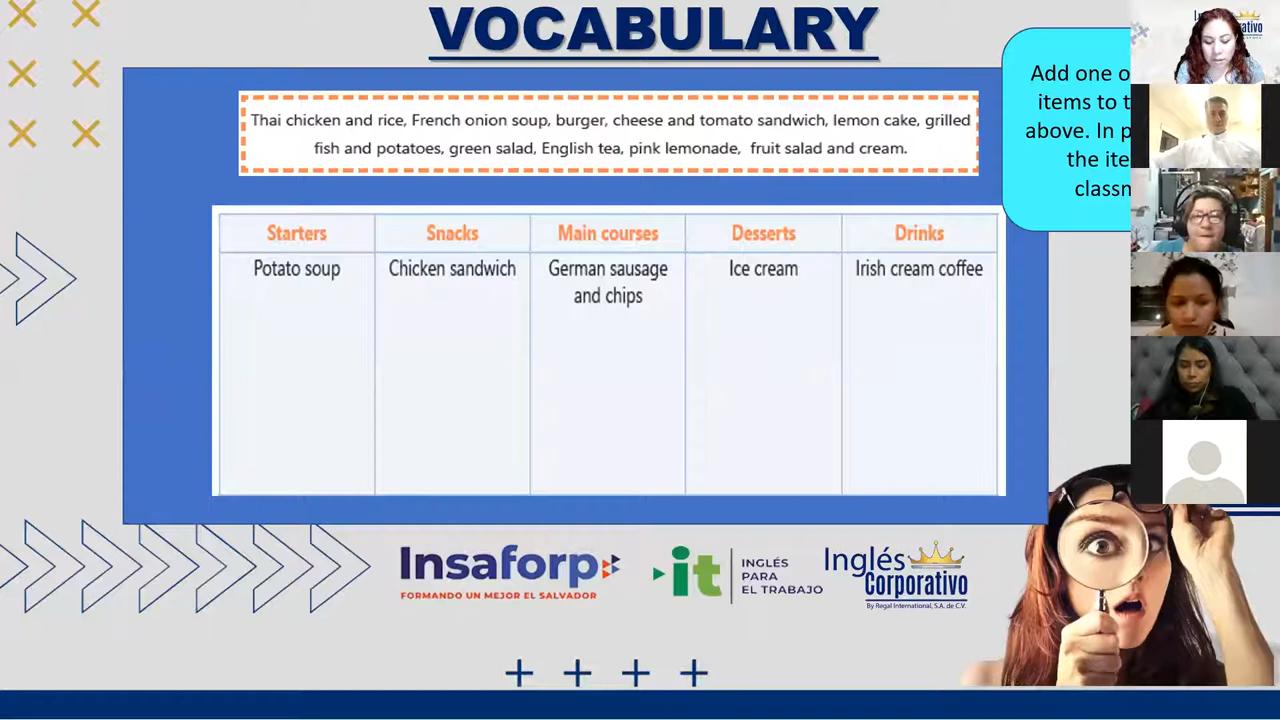 VOCABULARY
Thai chicken and rice, French onion soup, burger, cheese and tomato sandwich, lemon cake, grilled
fish and potatoes, green salad, English tea, pink lemonade, fruit salad and cream.
Add one
items to
above. In
the
Starters
Snacks
Main courses
Desserts
Drinks
Potato soup
Chicken sandwich
German sausage
and chips
Ice cream
Irish cream coffee
Insaforp
FORMANDO UN MEJOR EL SALVADOR
it
INGLÉS
PARA
EL TRABAJO
Inglés
Corporativo
By Regal International, S.A. de C.V.